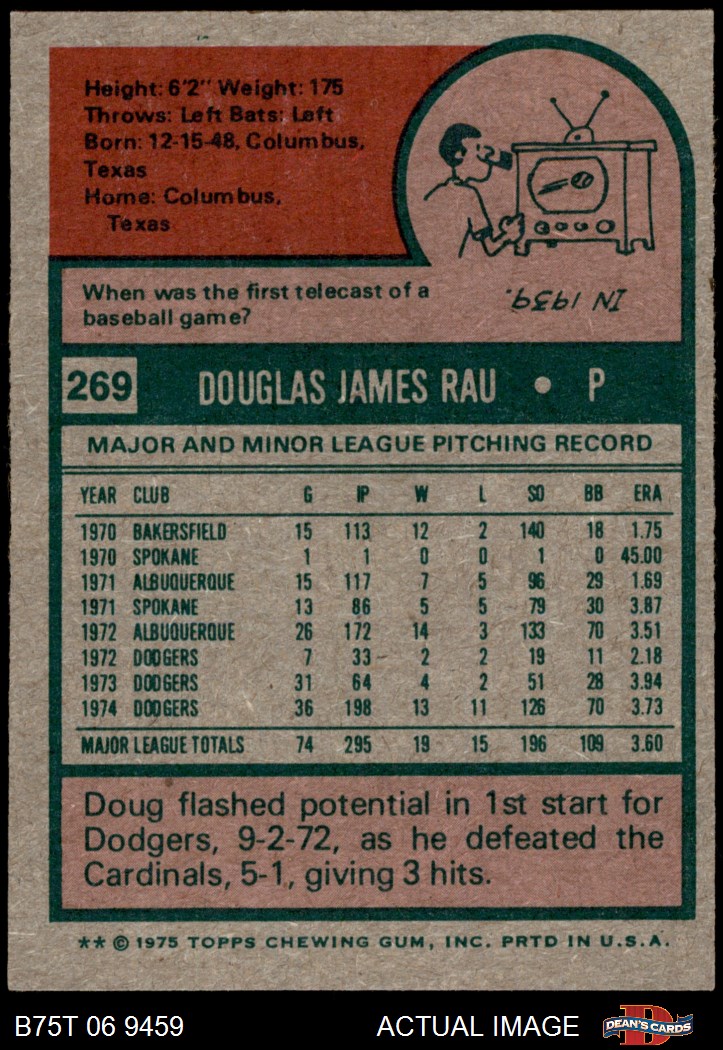 Height: 6'2" Weight: 175
Throws: Left Bats: Left
Born: 12-15-48, Columbus,
Texas
Home: Columbus,
Texas
When was the first telecast of a
baseball game?
IN 1939.
269 DOUGLAS JAMES RAU • P
MAJOR AND MINOR LEAGUE PITCHING RECORD
YEAR CLUB G IP W L SO BB ERA
1970 BAKERSFIELD 15 113 12 2 140 18 1.75
1970 SPOKANE 1 1 0 0 1 0 45.00
1971 ALBUQUERQUE 15 117 7 5 96 29 1.69
1971 SPOKANE 13 86 5 5 79 30 3.87
1972 ALBUQUERQUE 26 172 14 3 133 70 3.51
1972 DODGERS 7 33 2 2 19 11 2.18
1973 DODGERS 31 64 4 2 51 28 3.94
1974 DODGERS 36 198 13 11 126 70 3.73
MAJOR LEAGUE TOTALS 74 295 19 15 196 109 3.60
Doug flashed potential in 1st start for
Dodgers, 9-2-72, as he defeated the
Cardinals, 5-1, giving 3 hits.
** © 1975 TOPPS CHEWING GUM, INC. PRTD IN U.S.A.
B75T 06 9459 ACTUAL IMAGE D DEAN'S CARDS